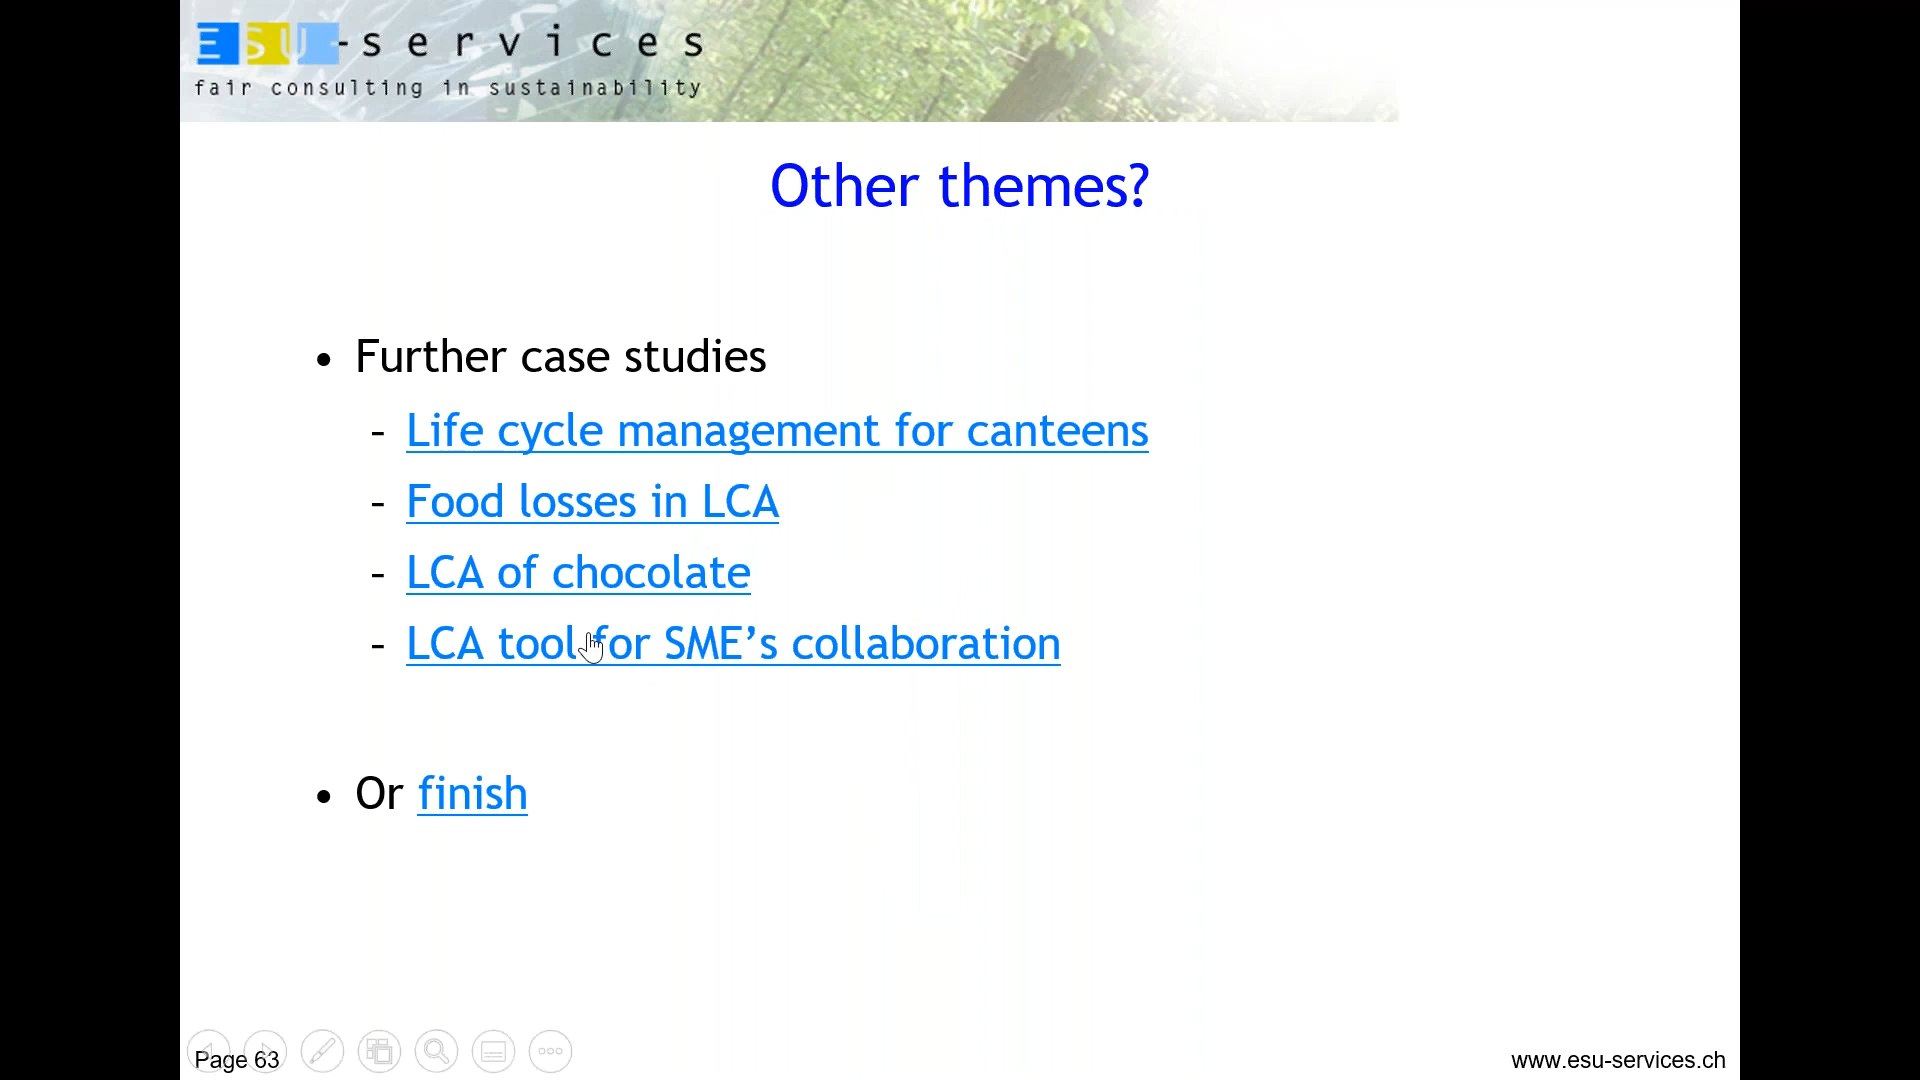 ESU-services
fair consulting in sustainability
Other themes?
• Further case studies
– Life cycle management for canteens
– Food losses in LCA
– LCA of chocolate
– LCA tool for SME’s collaboration
• Or finish
Page 63
www.esu-services.ch